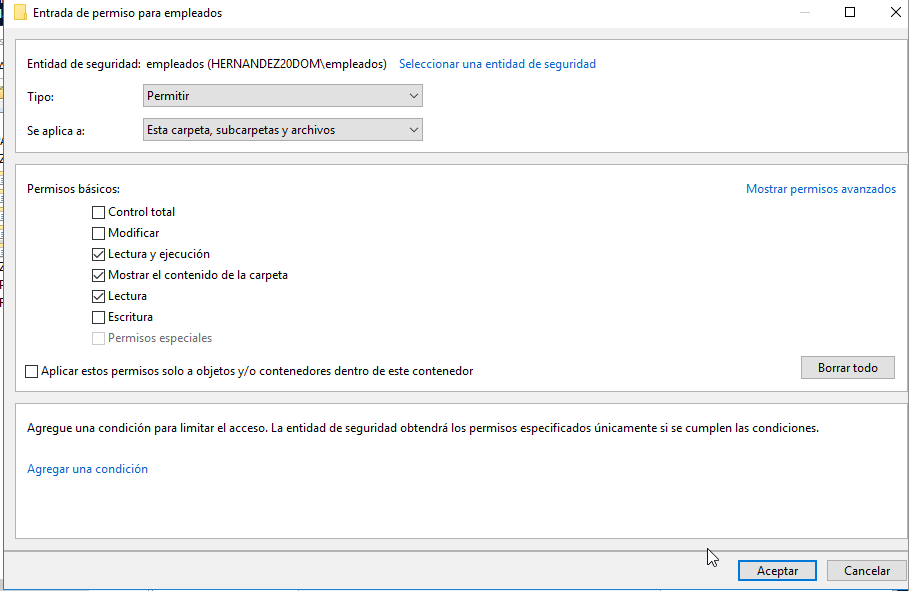 Entrada de permiso para empleados
Entidad de seguridad: empleados (HERNANDEZ20DOM\empleados) Seleccionar una entidad de seguridad
Tipo: Permitir
Se aplica a: Esta carpeta, subcarpetas y archivos
Permisos básicos: Mostrar permisos avanzados
Control total
Modificar
Lectura y ejecución
Mostrar el contenido de la carpeta
Lectura
Escritura
Permisos especiales
Aplicar estos permisos solo a objetos y/o contenedores dentro de este contenedor Borrar todo
Agregue una condición para limitar el acceso. La entidad de seguridad obtendrá los permisos especificados únicamente si se cumplen las condiciones.
Agregar una condición
Aceptar Cancelar